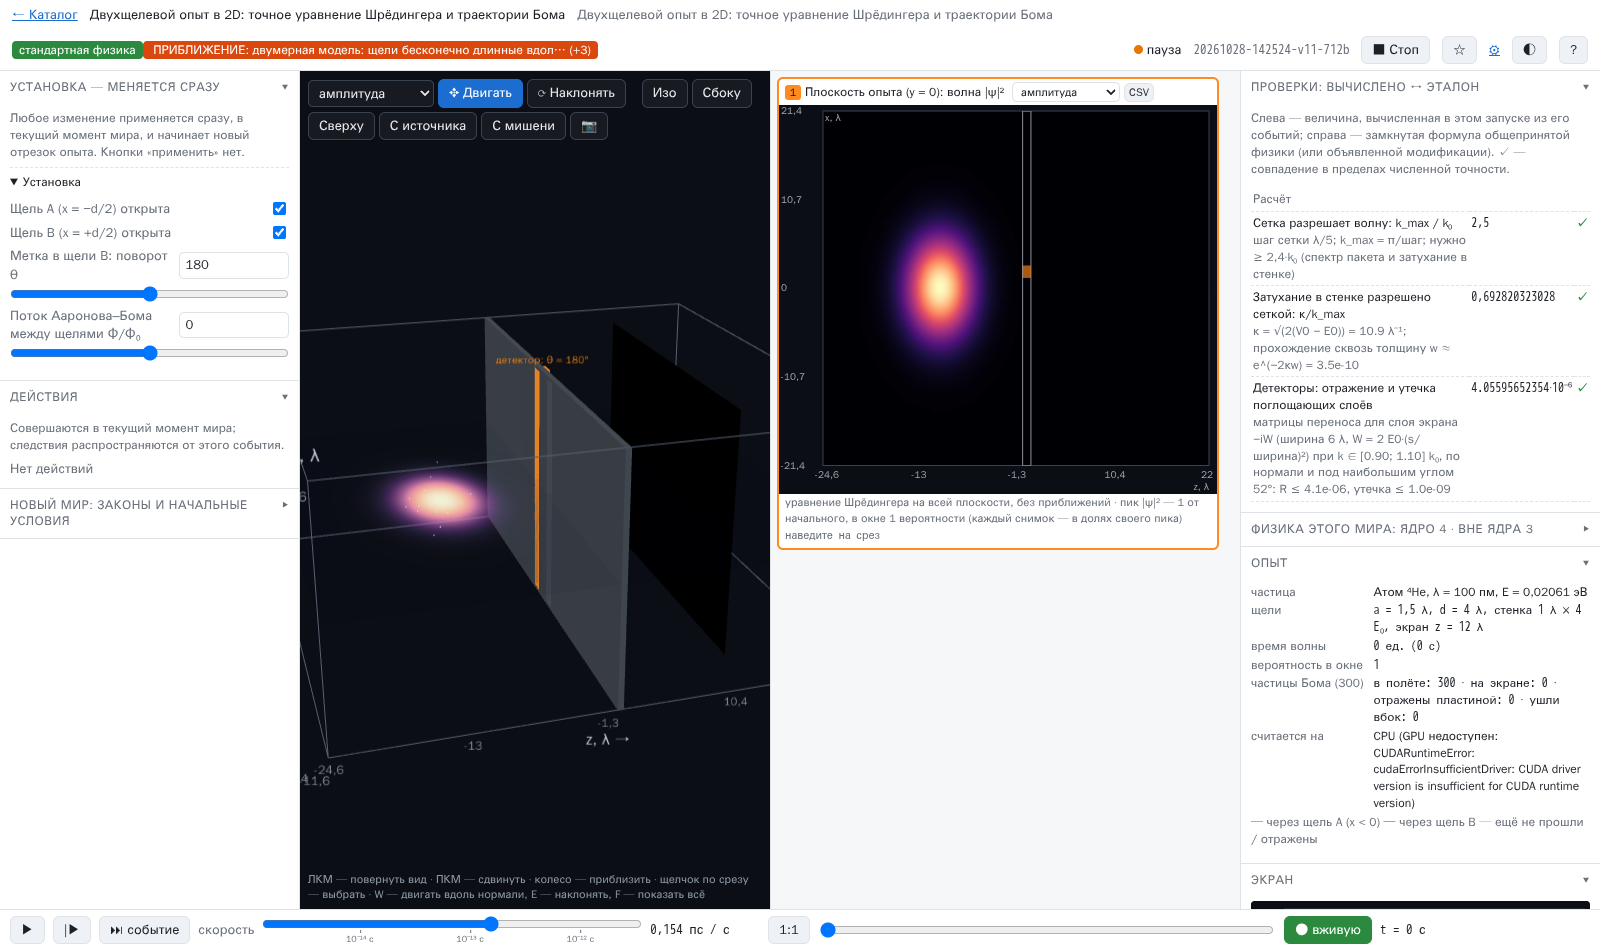 ← Каталог Двухщелевой опыт в 2D: точное уравнение Шрёдингера и траектории Бома Двухщелевой опыт в 2D: точное уравнение Шрёдингера и траектории Бома
стандартная физика ПРИБЛИЖЕНИЕ: двумерная модель: щели бесконечно длинные вдол⋯ (+3)
пауза 20261028-142524-v11-712b ■ Стоп ☆ ⚙ ◐ ?
УСТАНОВКА — МЕНЯЕТСЯ СРАЗУ ▾
Любое изменение применяется сразу, в
текущий момент мира, и начинает новый
отрезок опыта. Кнопки «применить» нет.
▼ Установка
Щель A (x = −d/2) открыта
Щель B (x = +d/2) открыта
Метка в щели B: поворот
θ
180
Поток Ааронова—Бома
между щелями Φ/Φ₀
0
ДЕЙСТВИЯ ▾
Совершаются в текущий момент мира;
следствия распространяются от этого события.
Нет действий
НОВЫЙ МИР: ЗАКОНЫ И НАЧАЛЬНЫЕ
УСЛОВИЯ ▸
амплитуда ✥ Двигать ⟳ Наклонять Изо Сбоку
Сверху С источника С мишени 📷
детектор: θ = 180°
, λ
6
10,4
-1,3
z, λ →
-13
-24,6
11,6
ЛКМ — повернуть вид · ПКМ — сдвинуть · колесо — приблизить · щелчок по срезу
— выбрать · W — двигать вдоль нормали, E — наклонять, F — показать всё
1 Плоскость опыта (y = 0): волна |ψ|² амплитуда CSV
21,4
x, λ
10,7
0
-10,7
-21,4
-24,6 -13 -1,3 10,4 22
z, λ
уравнение Шрёдингера на всей плоскости, без приближений · пик |ψ|² — 1 от
начального, в окне 1 вероятности (каждый снимок — в долях своего пика)
наведите на срез
ПРОВЕРКИ: ВЫЧИСЛЕНО ↔ ЭТАЛОН ▾
Слева — величина, вычисленная в этом запуске из его
событий; справа — замкнутая формула общепринятой
физики (или объявленной модификации). ✓ —
совпадение в пределах численной точности.
Расчёт
Сетка разрешает волну: k_max / k₀ 2,5 ✓
шаг сетки λ/5; k_max = π/шаг; нужно
≥ 2,4·k₀ (спектр пакета и затухание в
стенке)
Затухание в стенке разрешено 0,692820323028 ✓
сеткой: κ/k_max
κ = √(2(V0 − E0)) = 10.9 λ⁻¹;
прохождение сквозь толщину w ≈
e^(−2κw) = 3.5e-10
Детекторы: отражение и утечка 4.05595652354·10⁻⁶ ✓
поглощающих слоёв
матрицы переноса для слоя экрана
−iW (ширина 6 λ, W = 2 E0·(s/
ширина)²) при k ∈ [0.90; 1.10] k₀, по
нормали и под наибольшим углом
52°: R ≤ 4.1e-06, утечка ≤ 1.0e-09
ФИЗИКА ЭТОГО МИРА: ЯДРО 4 · ВНЕ ЯДРА 3 ▸
ОПЫТ ▾
частица Атом ⁴He, λ = 100 пм, E = 0,02061 эВ
щели a = 1,5 λ, d = 4 λ, стенка 1 λ × 4
E₀, экран z = 12 λ
время волны 0 ед. (0 с)
вероятность в окне 1
частицы Бома (300) в полёте: 300 · на экране: 0 ·
отражены пластиной: 0 · ушли
вбок: 0
считается на CPU (GPU недоступен:
CUDARuntimeError:
cudaErrorInsufficientDriver: CUDA driver
version is insufficient for CUDA runtime
version)
— через щель A (x < 0) — через щель B — ещё не прошли
/ отражены
ЭКРАН ▾
▶ |▶ ⏭ событие скорость 10⁻¹⁴ с 10⁻¹³ с 10⁻¹² с 0,154 пс / с 1:1 вживую t = 0 с